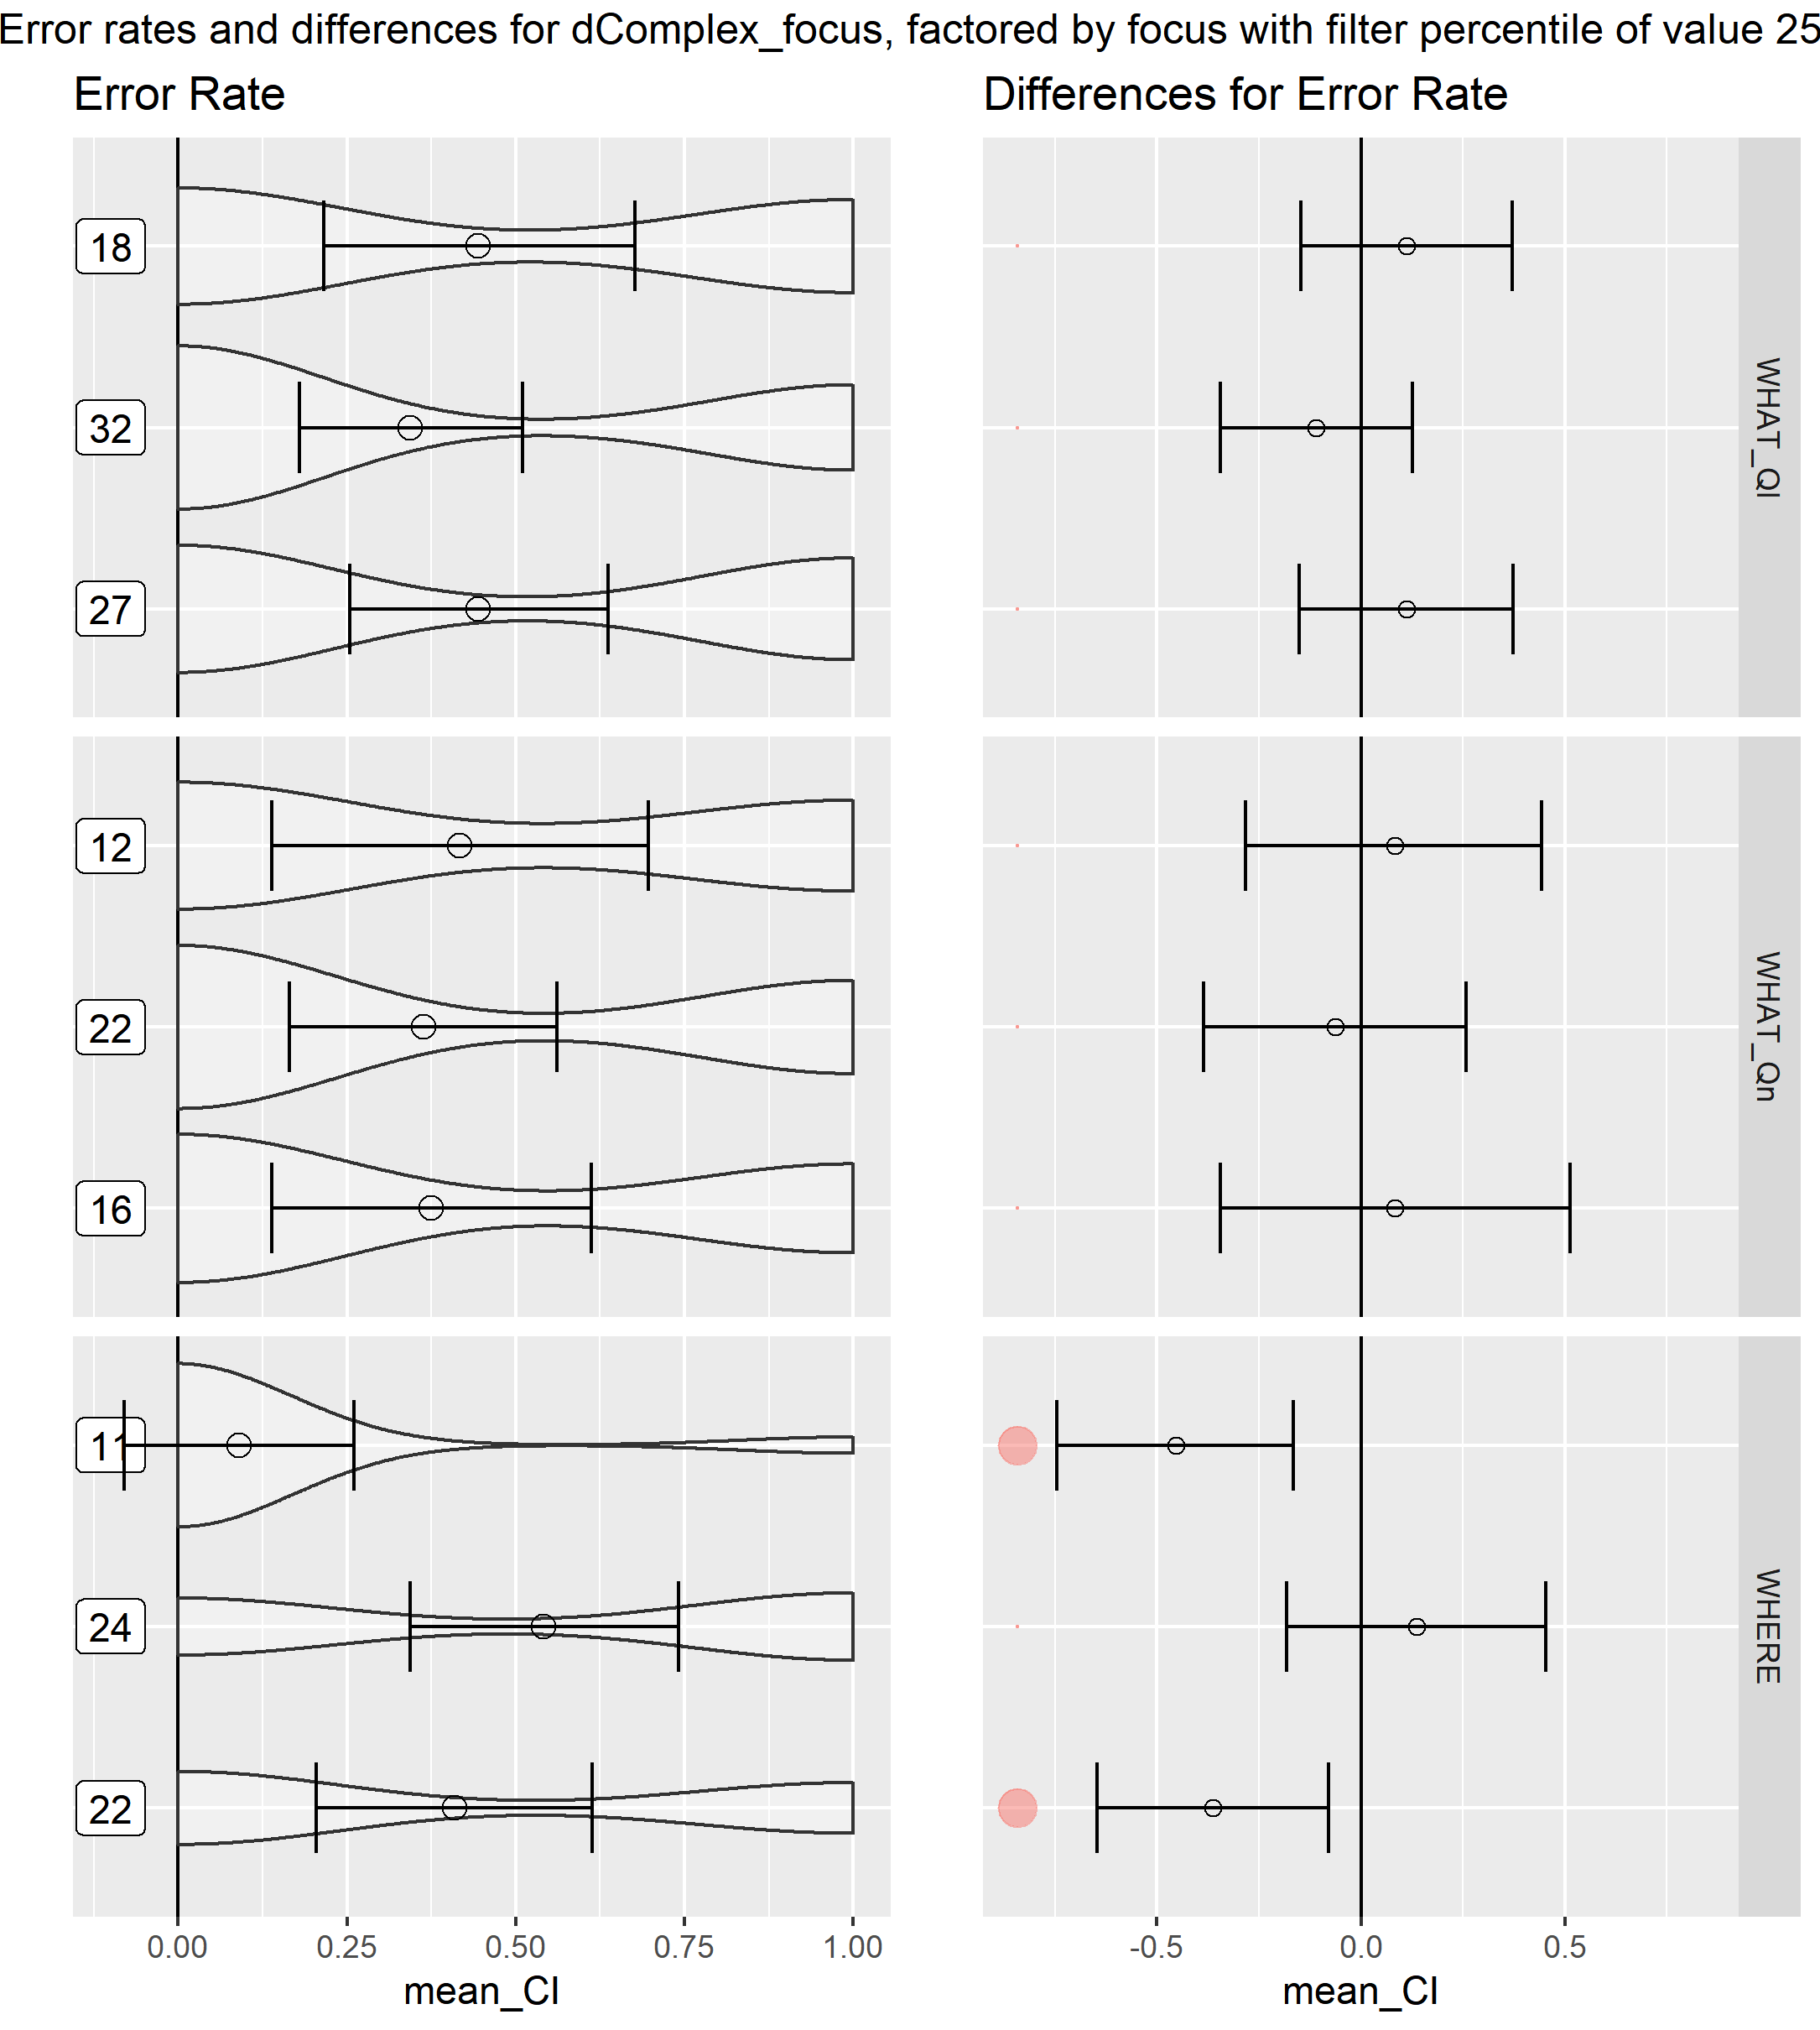 Error rates and differences for dComplex_focus, factored by focus with filter percentile of value 25
Error Rate
Differences for Error Rate
18
32
27
WHAT_Ql
12
22
16
WHAT_Qn
11
24
22
WHERE
0.00 0.25 0.50 0.75 1.00
mean_CI
-0.5 0.0 0.5
mean_CI